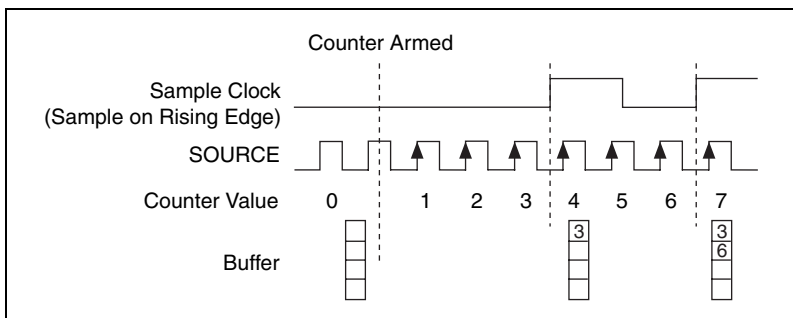 Counter Armed
Sample Clock
(Sample on Rising Edge)
SOURCE
Counter Value 0 1 2 3 4 5 6 7
3 3
Buffer 6